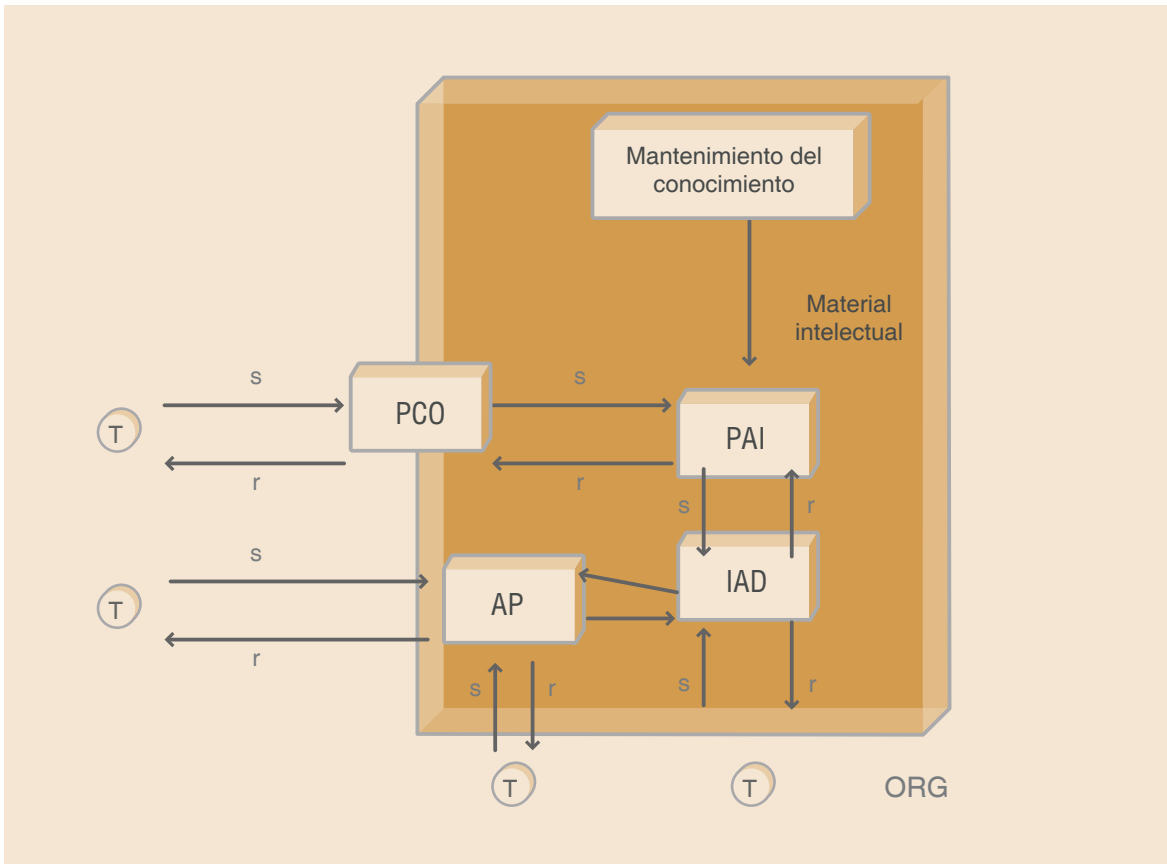 Mantenimiento del
conocimiento
Material
intelectual
s
s
T
PCO
PAI
r
r
s
r
s
T
AP
IAD
r
s
r
s
r
T
T
ORG